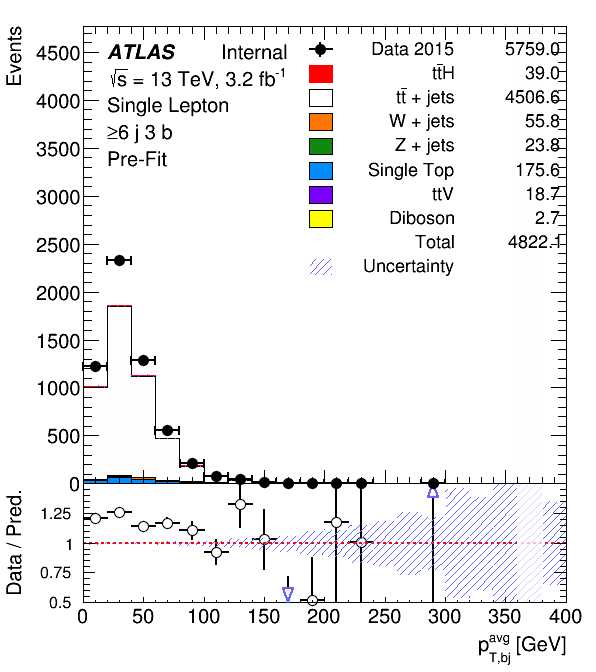 Events
4500
4000
3500
3000
2500
2000
1500
1000
500
0
ATLAS Internal
√s = 13 TeV, 3.2 fb⁻¹
Single Lepton
≥6 j 3 b
Pre-Fit
Data 2015 5759.0
tt̄H 39.0
tt̄ + jets 4506.6
W + jets 55.8
Z + jets 23.8
Single Top 175.6
ttV 18.7
Diboson 2.7
Total 4822.1
Uncertainty
Data / Pred.
1.25
1
0.75
0.5
0 50 100 150 200 250 300 350 400
p_{T,bj}^{avg} [GeV]